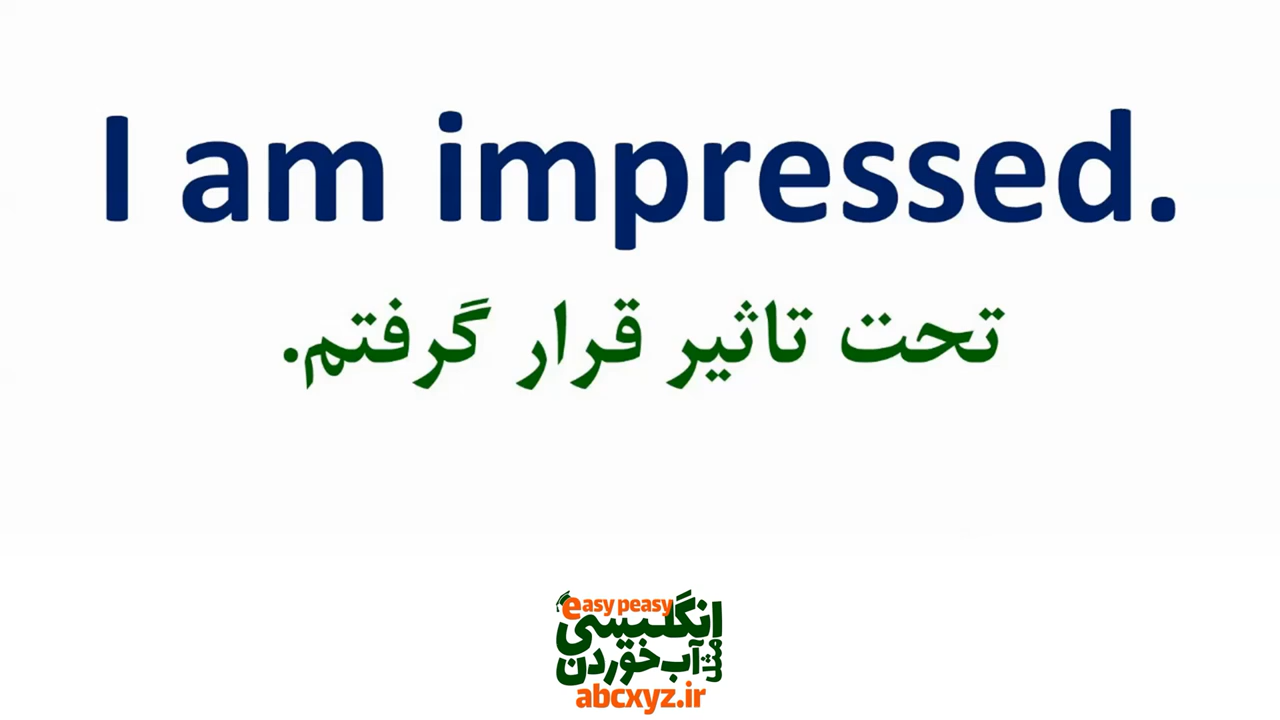 I am impressed.
تحت تاثیر قرار گرفتم.
easy peasy
انگلیسی
مثل آب خوردن
abcxyz.ir